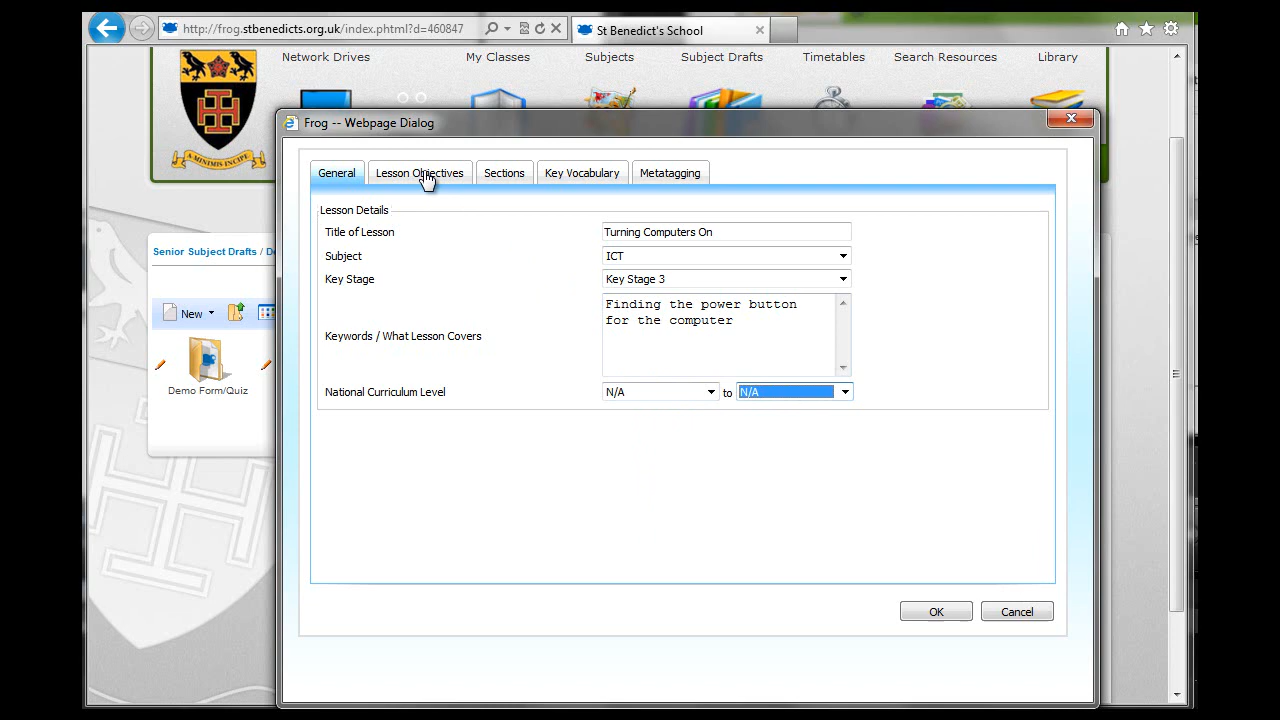 http://frog.stbenedicts.org.uk/index.phtml?d=460847
St Benedict's School
Network Drives
My Classes
Subjects
Subject Drafts
Timetables
Search Resources
Library
A MINIMIS INCIPE
Frog -- Webpage Dialog
General
Lesson Objectives
Sections
Key Vocabulary
Metatagging
Lesson Details
Title of Lesson
Turning Computers On
Subject
ICT
Key Stage
Key Stage 3
Keywords / What Lesson Covers
Finding the power button
for the computer
National Curriculum Level
N/A
to
N/A
OK
Cancel
Senior Subject Drafts /
New
Demo Form/Quiz